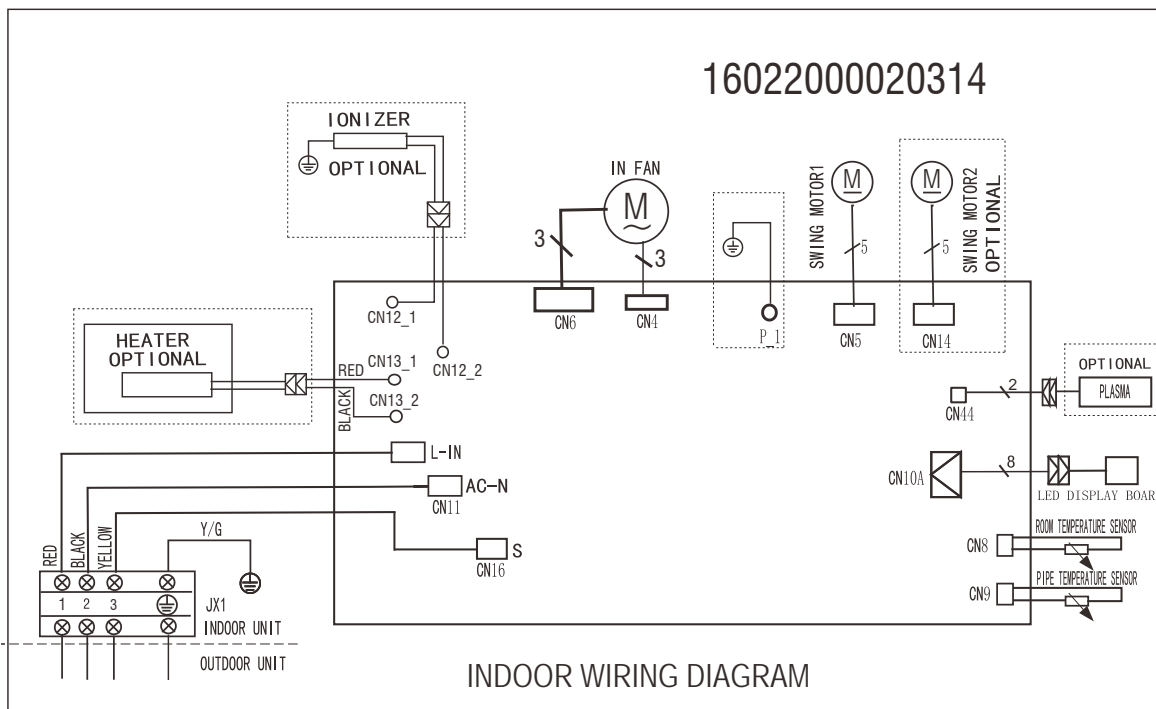 16022000020314
IONIZER
OPTIONAL
IN FAN
M
3
3
CN6
CN4
P_1
SWING MOTOR1
M
5
CN5
SWING MOTOR2
OPTIONAL
M
5
CN14
CN12_1
CN12_2
HEATER
OPTIONAL
RED
CN13_1
BLACK
CN13_2
OPTIONAL
PLASMA
2
CN44
8
CN10A
LED DISPLAY BOAR
L-IN
AC-N
CN11
S
CN16
ROOM TEMPERATURE SENSOR
CN8
PIPE TEMPERATURE SENSOR
CN9
RED
BLACK
YELLOW
Y/G
1 2 3
JX1
INDOOR UNIT
OUTDOOR UNIT
INDOOR WIRING DIAGRAM